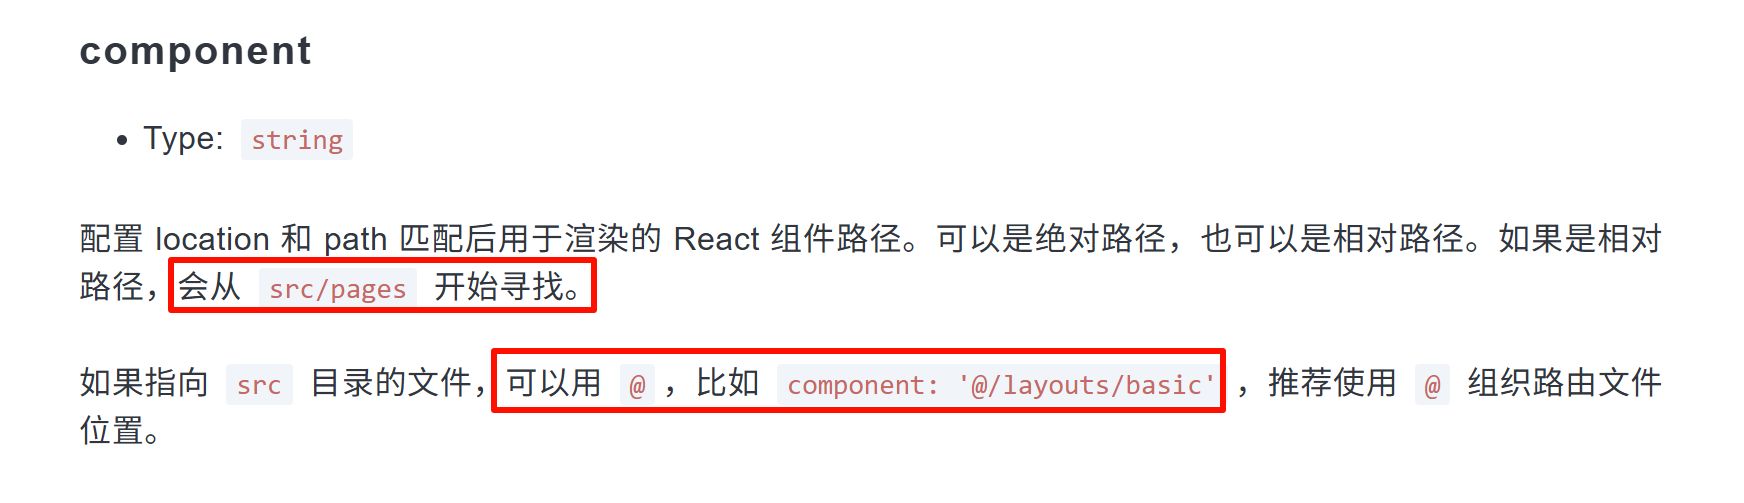 component
• Type: string
配置 location 和 path 匹配后用于渲染的 React 组件路径。可以是绝对路径，也可以是相对路径。如果是相对
路径，会从 src/pages 开始寻找。
如果指向 src 目录的文件，可以用 @ ，比如 component: '@/layouts/basic' ，推荐使用 @ 组织路由文件
位置。